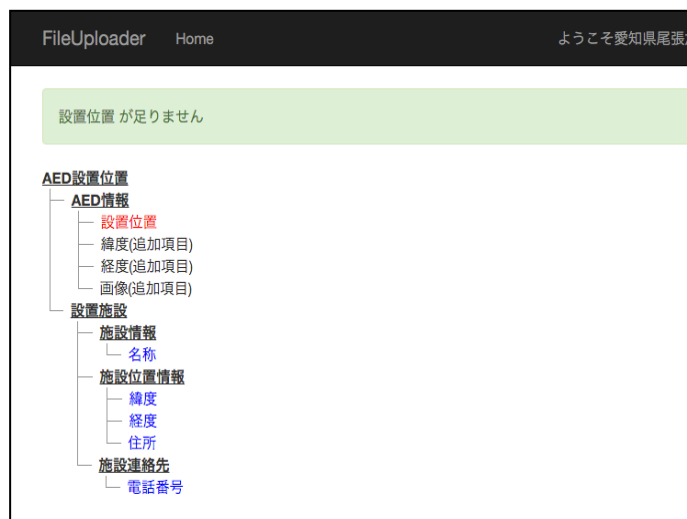 FileUploader Home ようこそ愛知県尾張
設置位置 が足りません
AED設置位置
AED情報
設置位置
緯度(追加項目)
経度(追加項目)
画像(追加項目)
設置施設
施設情報
名称
施設位置情報
緯度
経度
住所
施設連絡先
電話番号